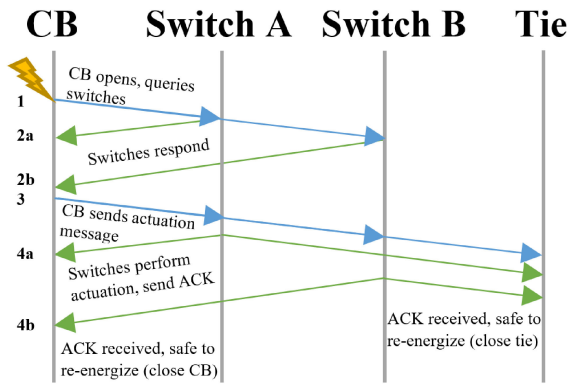 CB Switch A Switch B Tie
CB opens, queries
switches
1
2a
Switches respond
2b
3
CB sends actuation
message
4a
Switches perform
actuation, send ACK
4b
ACK received, safe to
re-energize (close tie)
ACK received, safe to
re-energize (close CB)